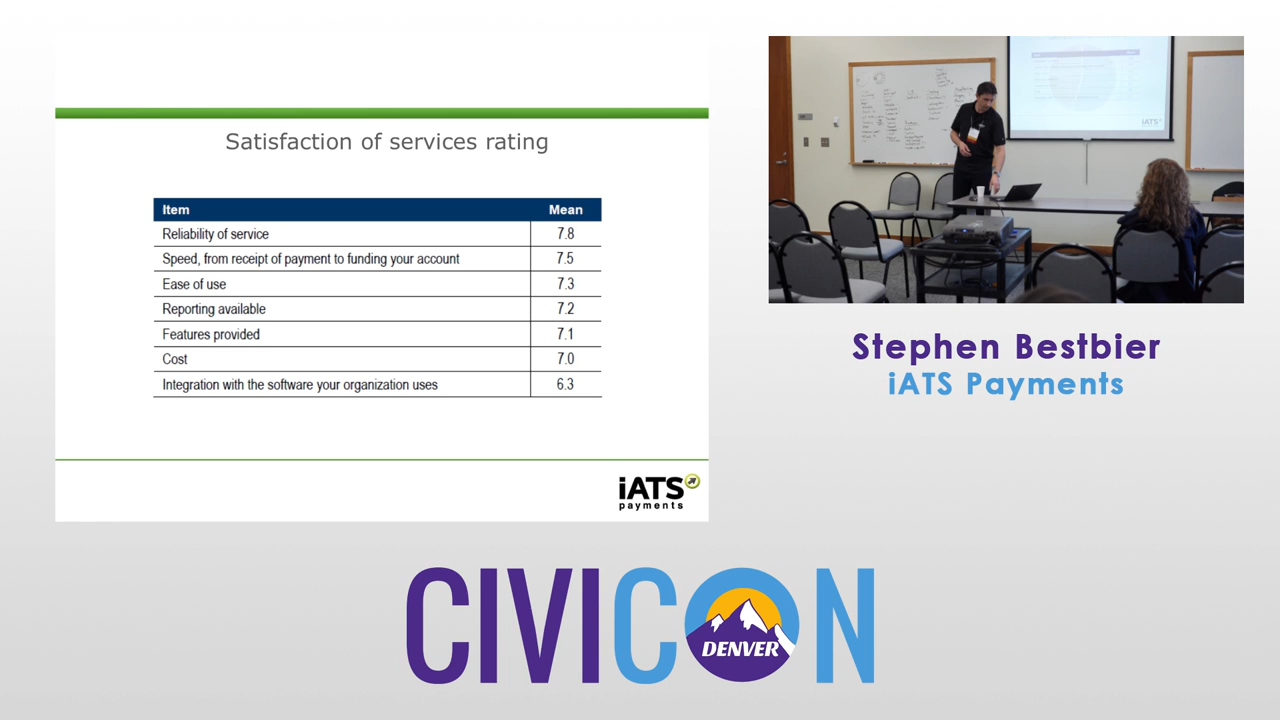 Satisfaction of services rating
Item Mean
Reliability of service 7.8
Speed, from receipt of payment to funding your account 7.5
Ease of use 7.3
Reporting available 7.2
Features provided 7.1
Cost 7.0
Integration with the software your organization uses 6.3
iATS
payments
iATS
Stephen Bestbier
iATS Payments
CIVICON
DENVER